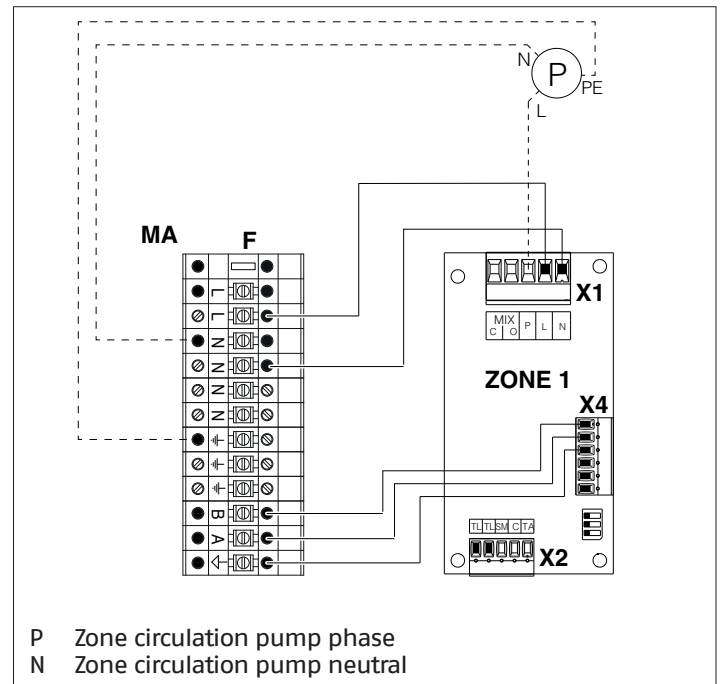 N
P
PE
L
MA
F
L
L
N
N
N
N
B
A
X1
MIX
C O P L N
ZONE 1
X4
TL TL SM C TA
X2
P Zone circulation pump phase
N Zone circulation pump neutral